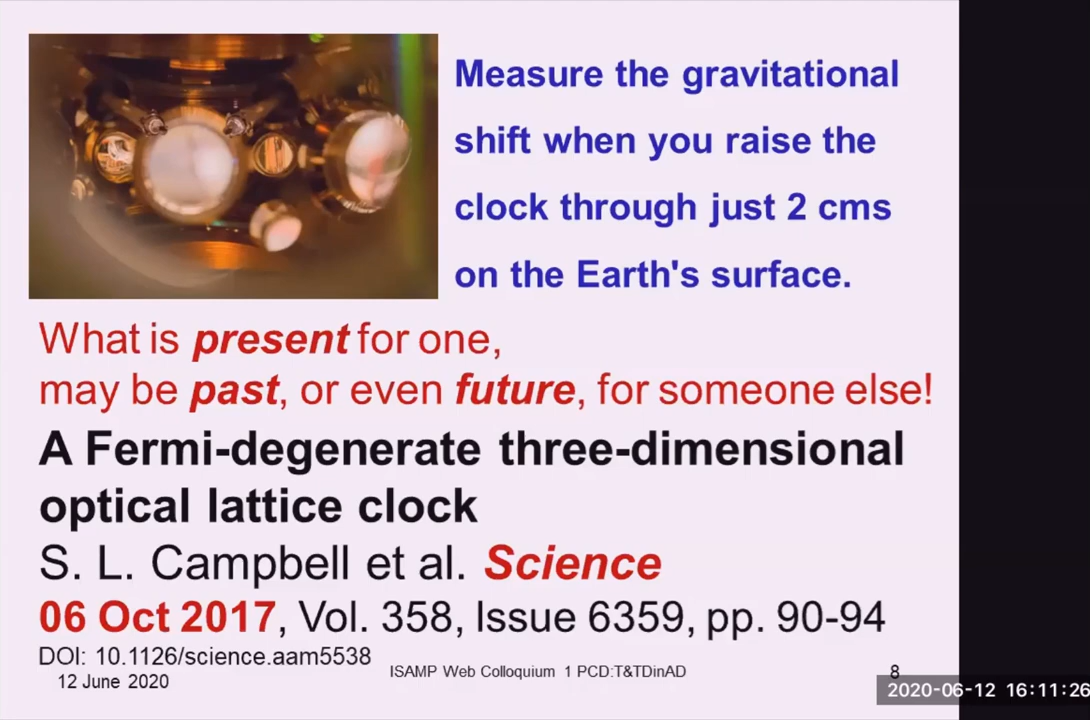 Measure the gravitational
shift when you raise the
clock through just 2 cms
on the Earth's surface.
What is present for one,
may be past, or even future, for someone else!
A Fermi-degenerate three-dimensional
optical lattice clock
S. L. Campbell et al. Science
06 Oct 2017, Vol. 358, Issue 6359, pp. 90-94
DOI: 10.1126/science.aam5538
12 June 2020
ISAMP Web Colloquium 1 PCD:T&TDinAD
8
2020-06-12 16:11:26